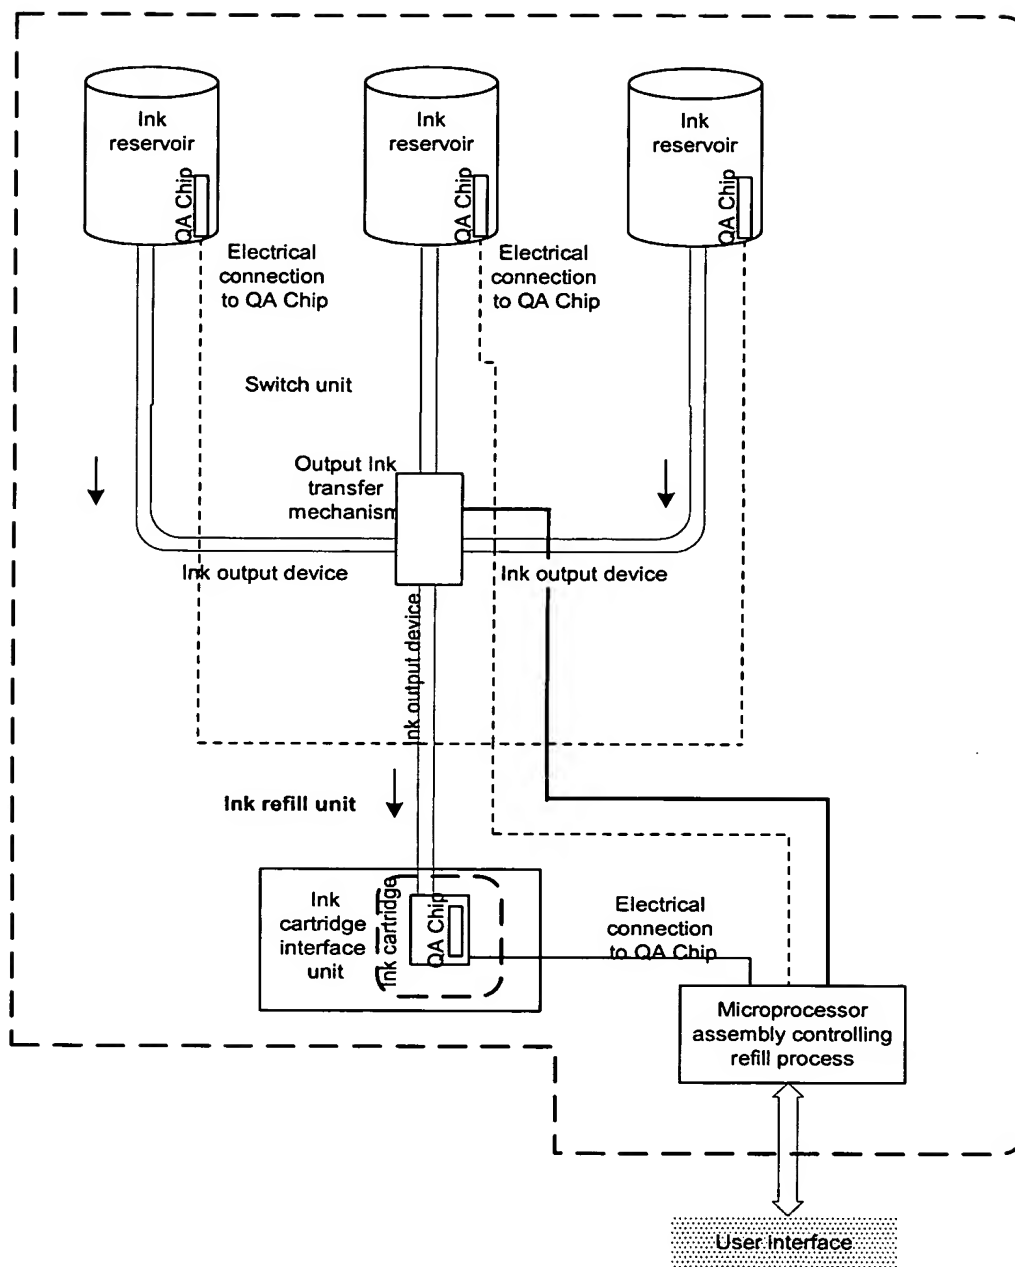 Ink
reservoir
QA Chip
Ink
reservoir
QA Chip
Ink
reservoir
QA Chip
Electrical
connection
to QA Chip
Electrical
connection
to QA Chip
Switch unit
Output Ink
transfer
mechanism
Ink output device
Ink output device
Ink output device
Ink refill unit
Ink
cartridge
interface
unit
Ink cartridge
QA Chip
Electrical
connection
to QA Chip
Microprocessor
assembly controlling
refill process
User interface